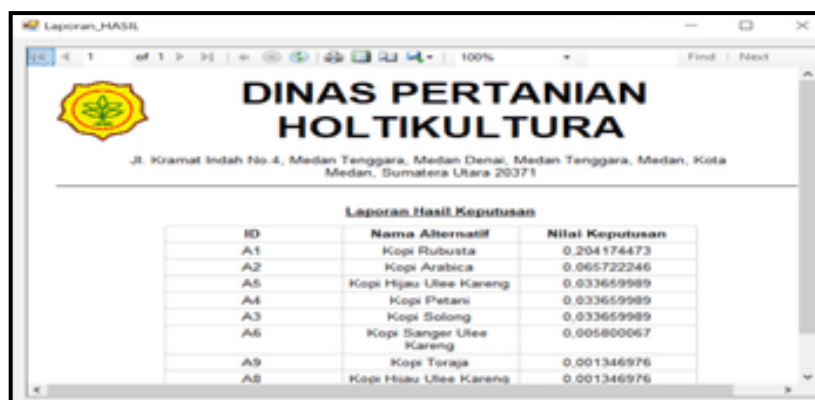 Laporan_HASIL
1 of 1 100% Find | Next
DINAS PERTANIAN
HOLTIKULTURA
Jl. Kramat Indah No.4, Medan Tenggara, Medan Denai, Medan Tenggara, Medan, Kota
Medan, Sumatera Utara 20371
Laporan Hasil Keputusan
ID Nama Alternatif Nilai Keputusan
A1 Kopi Rubusta 0,204174473
A2 Kopi Arabica 0,065722246
A5 Kopi Hijau Ulee Kareng 0,033659989
A4 Kopi Petani 0,033659989
A3 Kopi Solong 0,033659989
A6 Kopi Sanger Ulee 0,005800067
Kareng
A9 Kopi Toraja 0,001346976
A8 Kopi Hijau Ulee Kareng 0,001346976